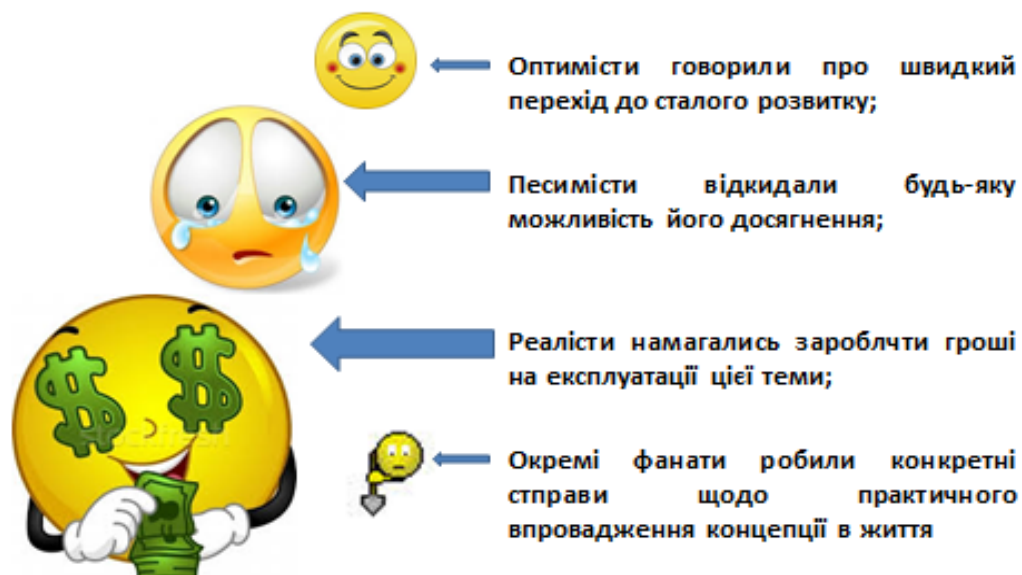 Оптимісти говорили про швидкий
перехід до сталого розвитку;
Песимісти відкидали будь-яку
можливість його досягнення;
Реалісти намагались зароблчти гроші
на експлуатації цієї теми;
Окремі фанати робили конкретні
стправи щодо практичного
впровадження концепції в життя